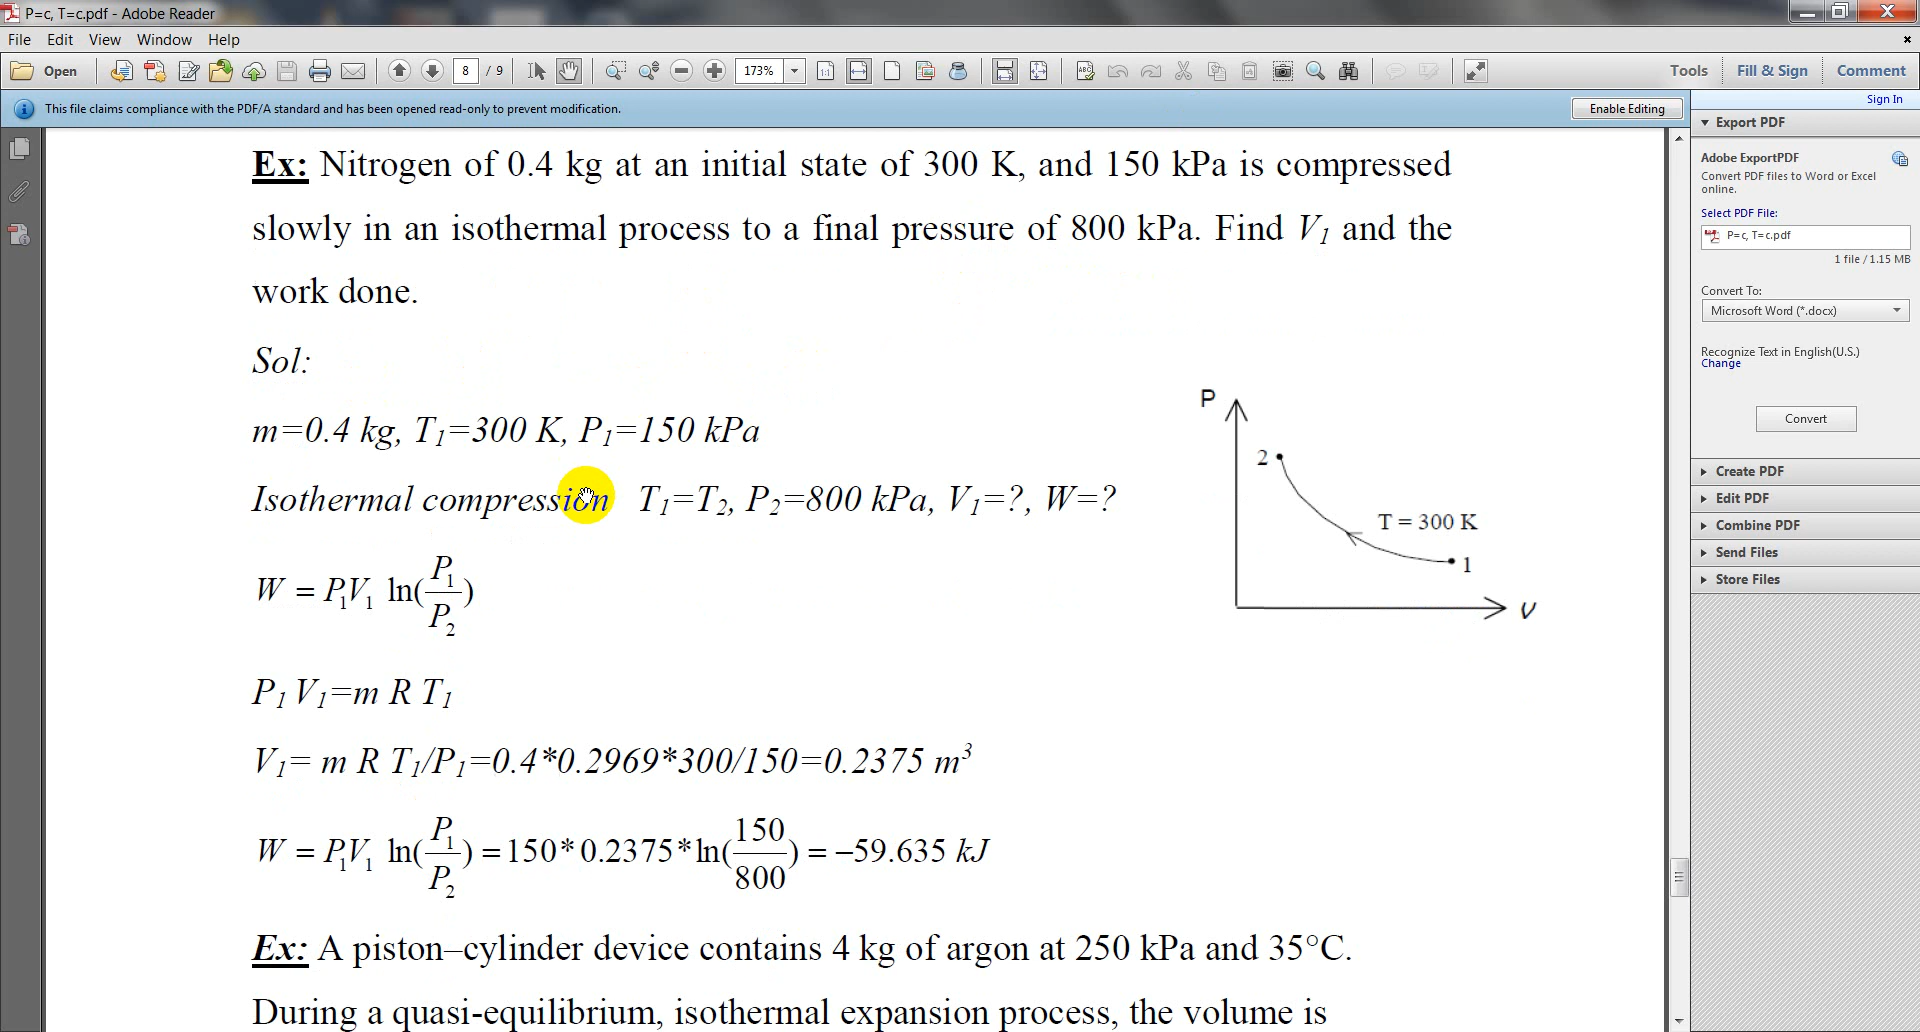 P=c, T=c.pdf - Adobe Reader
File Edit View Window Help
Open 8 / 9 173% Tools Fill & Sign Comment
This file claims compliance with the PDF/A standard and has been opened read-only to prevent modification. Enable Editing
Sign In
Export PDF
Adobe ExportPDF
Convert PDF files to Word or Excel
online.
Select PDF File:
P=c, T=c.pdf
1 file / 1.15 MB
Convert To:
Microsoft Word (*.docx)
Recognize Text in English(U.S.)
Change
Convert
Create PDF
Edit PDF
Combine PDF
Send Files
Store Files
Ex: Nitrogen of 0.4 kg at an initial state of 300 K, and 150 kPa is compressed
slowly in an isothermal process to a final pressure of 800 kPa. Find V₁ and the
work done.
Sol:
m=0.4 kg, T₁=300 K, P₁=150 kPa
Isothermal compression T₁=T₂, P₂=800 kPa, V₁=?, W=?
W = P₁V₁ ln(P₁/P₂)
P₁ V₁=m R T₁
V₁= m R T₁/P₁=0.4*0.2969*300/150=0.2375 m³
W = P₁V₁ ln(P₁/P₂) = 150*0.2375*ln(150/800) = −59.635 kJ
P
2
T = 300 K
1
V
Ex: A piston–cylinder device contains 4 kg of argon at 250 kPa and 35°C.
During a quasi-equilibrium, isothermal expansion process, the volume is